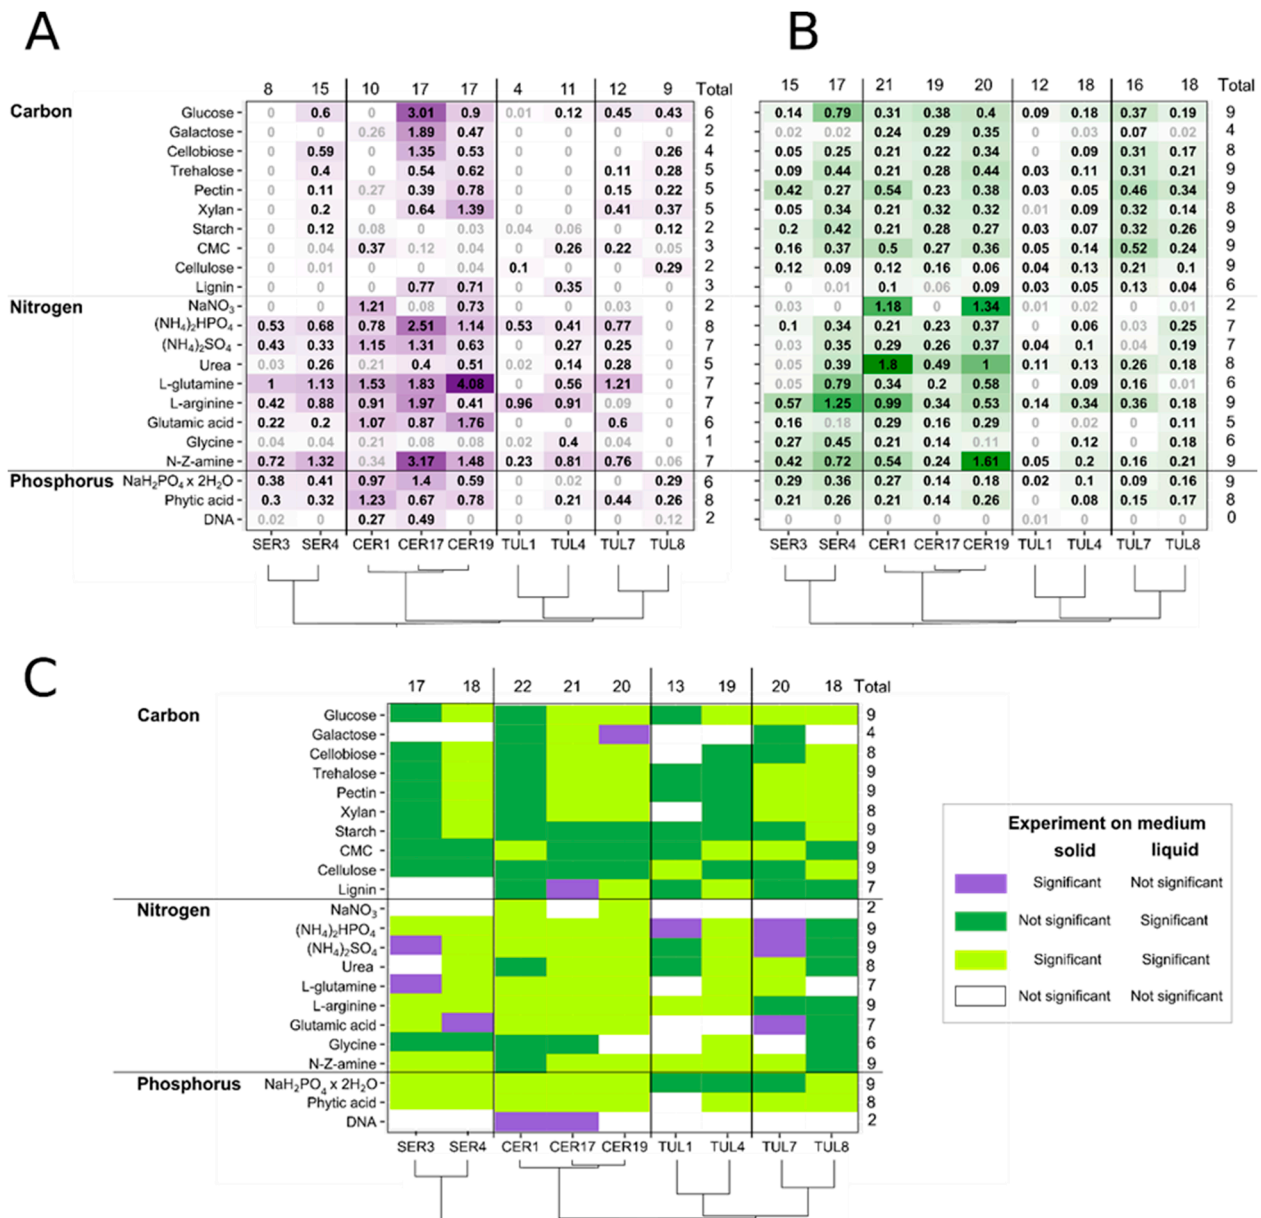 A
8 15 10 17 17 4 11 12 9 Total
Carbon
Glucose 0 0.6 0 3.01 0.9 0.01 0.12 0.45 0.43 6
Galactose 0 0 0.26 1.89 0.47 0 0 0 0 2
Cellobiose 0 0.59 0 1.35 0.53 0 0 0 0.26 4
Trehalose 0 0.4 0 0.54 0.62 0 0 0.11 0.28 5
Pectin 0 0.11 0.27 0.39 0.78 0 0 0.15 0.22 5
Xylan 0 0.2 0 0.64 1.39 0 0 0.41 0.37 5
Starch 0 0.12 0.08 0 0.03 0.04 0.06 0 0.12 2
CMC 0 0.04 0.37 0.12 0.04 0 0.26 0.22 0.05 3
Cellulose 0 0.01 0 0 0.04 0.1 0 0 0.29 2
Lignin 0 0 0 0.77 0.71 0 0.35 0 0 3
Nitrogen
NaNO₃ 0 0 1.21 0.08 0.73 0 0 0.03 0 2
(NH₄)₂HPO₄ 0.53 0.68 0.78 2.51 1.14 0.53 0.41 0.77 0 8
(NH₄)₂SO₄ 0.43 0.33 1.15 1.31 0.63 0 0.27 0.25 0 7
Urea 0.03 0.26 0.21 0.4 0.51 0.02 0.14 0.28 0 5
L-glutamine 1 1.13 1.53 1.83 4.08 0 0.56 1.21 0 7
L-arginine 0.42 0.88 0.91 1.97 0.41 0.96 0.91 0.09 0 7
Glutamic acid 0.22 0.2 1.07 0.87 1.76 0 0 0.6 0 6
Glycine 0.04 0.04 0.21 0.08 0.08 0.02 0.4 0.04 0 1
N-Z-amine 0.72 1.32 0.34 3.17 1.48 0.23 0.81 0.76 0.06 7
Phosphorus
NaH₂PO₄ x 2H₂O 0.38 0.41 0.97 1.4 0.59 0 0.02 0 0.29 6
Phytic acid 0.3 0.32 1.23 0.67 0.78 0 0.21 0.44 0.26 8
DNA 0.02 0 0.27 0.49 0 0 0 0 0.12 2
SER3 SER4 CER1 CER17 CER19 TUL1 TUL4 TUL7 TUL8
B
15 17 21 19 20 12 18 16 18 Total
0.14 0.79 0.31 0.38 0.4 0.09 0.18 0.37 0.19 9
0.02 0.02 0.24 0.29 0.35 0 0.03 0.07 0.02 4
0.05 0.25 0.21 0.22 0.34 0 0.09 0.31 0.17 8
0.09 0.44 0.21 0.28 0.44 0.03 0.11 0.31 0.21 9
0.42 0.27 0.54 0.23 0.38 0.03 0.05 0.46 0.34 9
0.05 0.34 0.21 0.32 0.32 0.01 0.09 0.32 0.14 8
0.2 0.42 0.21 0.28 0.27 0.03 0.07 0.32 0.26 9
0.16 0.37 0.5 0.27 0.36 0.05 0.14 0.52 0.24 9
0.12 0.09 0.12 0.16 0.06 0.04 0.13 0.21 0.1 9
0 0.01 0.1 0.06 0.09 0.03 0.05 0.13 0.04 6
0.03 0 1.18 0 1.34 0.01 0.02 0 0.01 2
0.1 0.34 0.21 0.23 0.37 0 0.06 0.03 0.25 7
0.03 0.35 0.29 0.26 0.37 0.04 0.1 0.04 0.19 7
0.05 0.39 1.8 0.49 1 0.11 0.13 0.26 0.18 8
0.05 0.79 0.34 0.2 0.58 0 0.09 0.16 0.01 6
0.57 1.25 0.99 0.34 0.53 0.14 0.34 0.36 0.18 9
0.16 0.18 0.29 0.16 0.29 0 0.02 0 0.11 5
0.27 0.45 0.21 0.14 0.11 0 0.12 0 0.18 6
0.42 0.72 0.54 0.24 1.61 0.05 0.2 0.16 0.21 9
0.29 0.36 0.26 0.14 0.18 0.02 0.1 0.09 0.16 9
0.21 0.26 0.21 0.14 0.26 0 0.08 0.15 0.17 8
0 0 0 0 0 0.01 0 0 0 0
SER3 SER4 CER1 CER17 CER19 TUL1 TUL4 TUL7 TUL8
C
17 18 22 21 20 13 19 20 18 Total
Carbon
Glucose 9
Galactose 4
Cellobiose 8
Trehalose 9
Pectin 9
Xylan 8
Starch 9
CMC 9
Cellulose 9
Lignin 7
Nitrogen
NaNO₃ 2
(NH₄)₂HPO₄ 9
(NH₄)₂SO₄ 9
Urea 8
L-glutamine 7
L-arginine 9
Glutamic acid 7
Glycine 6
N-Z-amine 9
Phosphorus
NaH₂PO₄ x 2H₂O 9
Phytic acid 8
DNA 2
SER3 SER4 CER1 CER17 CER19 TUL1 TUL4 TUL7 TUL8
Experiment on medium
solid liquid
Significant Not significant
Not significant Significant
Significant Significant
Not significant Not significant